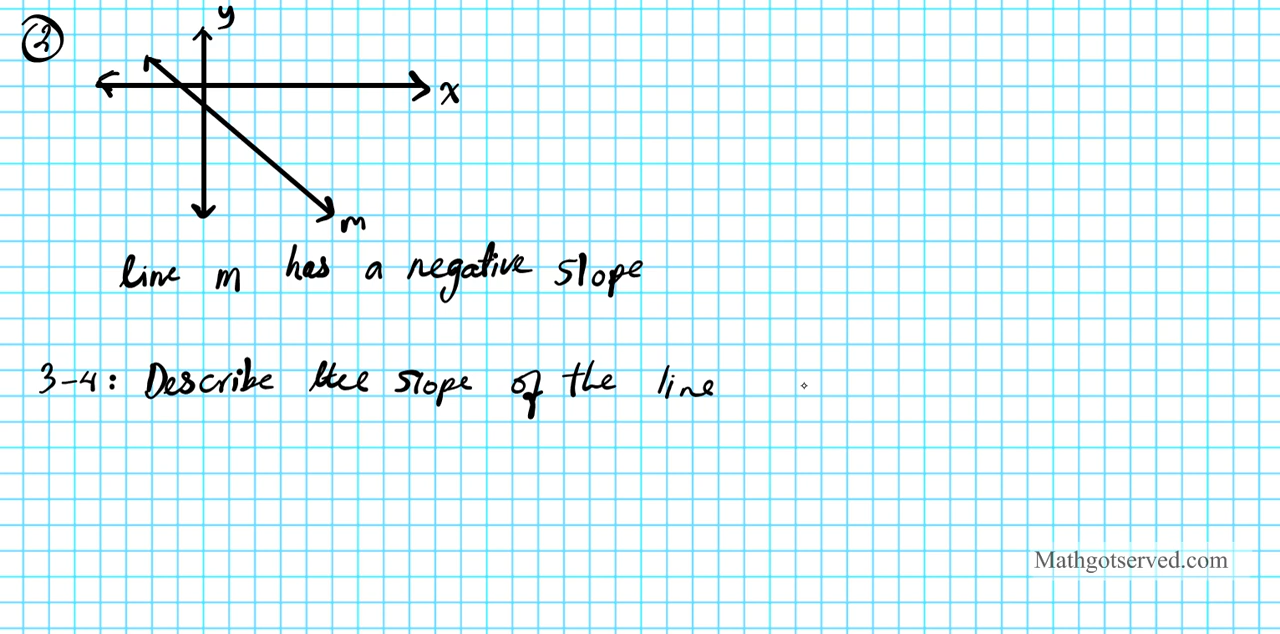 2
y
x
m
line m has a negative slope
3-4: Describe the slope of the line
Mathgotserved.com